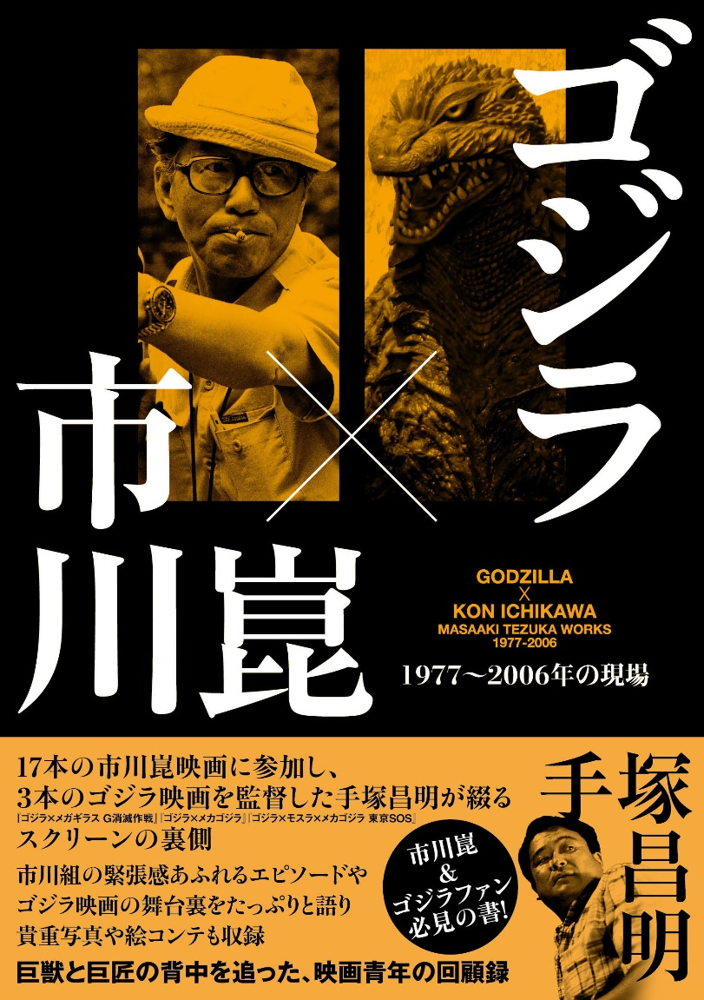 ゴジラ
×
市川崑
GODZILLA
X
KON ICHIKAWA
MASAAKI TEZUKA WORKS
1977-2006
1977～2006年の現場
17本の市川崑映画に参加し、
3本のゴジラ映画を監督した手塚昌明が綴る
『ゴジラ×メガギラス G消滅作戦』『ゴジラ×メカゴジラ』『ゴジラ×モスラ×メカゴジラ 東京SOS』
スクリーンの裏側
市川組の緊張感あふれるエピソードや
ゴジラ映画の舞台裏をたっぷりと語り
貴重写真や絵コンテも収録
巨獣と巨匠の背中を追った、映画青年の回顧録
市川崑
&
ゴジラファン
必見の書!
手塚昌明